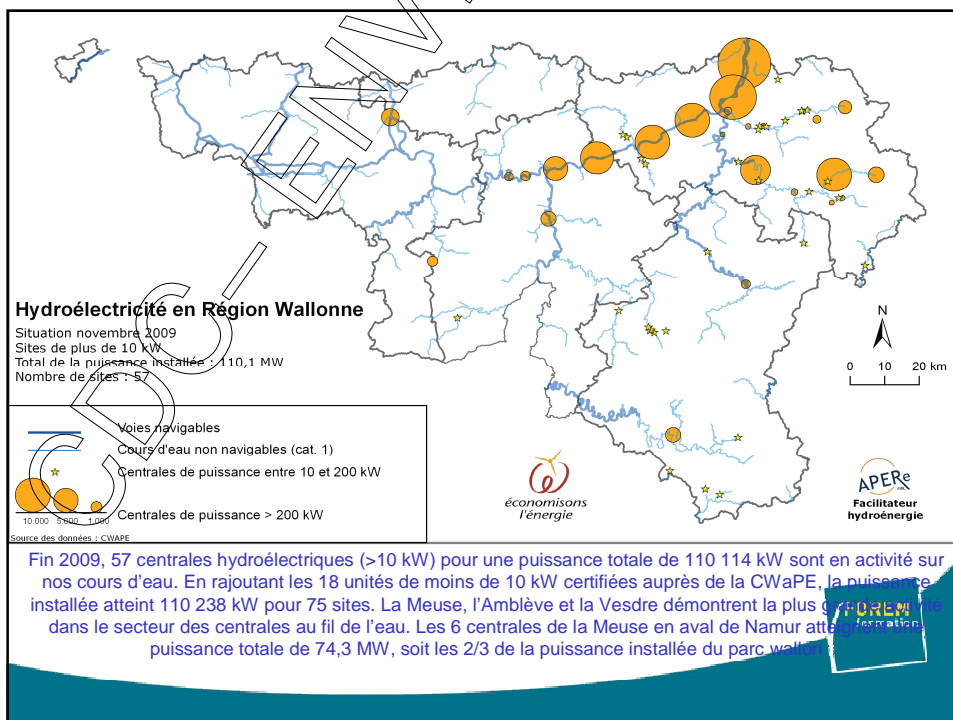 Hydroélectricité en Région Wallonne
Situation novembre 2009
Sites de plus de 10 kW
Total de la puissance installée : 110,1 MW
Nombre de sites : 57
Voies navigables
Cours d'eau non navigables (cat. 1)
Centrales de puissance entre 10 et 200 kW
10.000 5.000 1.000
Centrales de puissance > 200 kW
Source des données : CWAPE
N
0 10 20 km
économisons
l'énergie
APERe
Facilitateur
hydroénergie
Fin 2009, 57 centrales hydroélectriques (>10 kW) pour une puissance totale de 110 114 kW sont en activité sur
nos cours d'eau. En rajoutant les 18 unités de moins de 10 kW certifiées auprès de la CWaPE, la puissance
installée atteint 110 238 kW pour 75 sites. La Meuse, l'Amblève et la Vesdre démontrent la plus grande activité
dans le secteur des centrales au fil de l'eau. Les 6 centrales de la Meuse en aval de Namur atteignent une
puissance totale de 74,3 MW, soit les 2/3 de la puissance installée du parc wallon
FOREM
formation
CDC - ENV